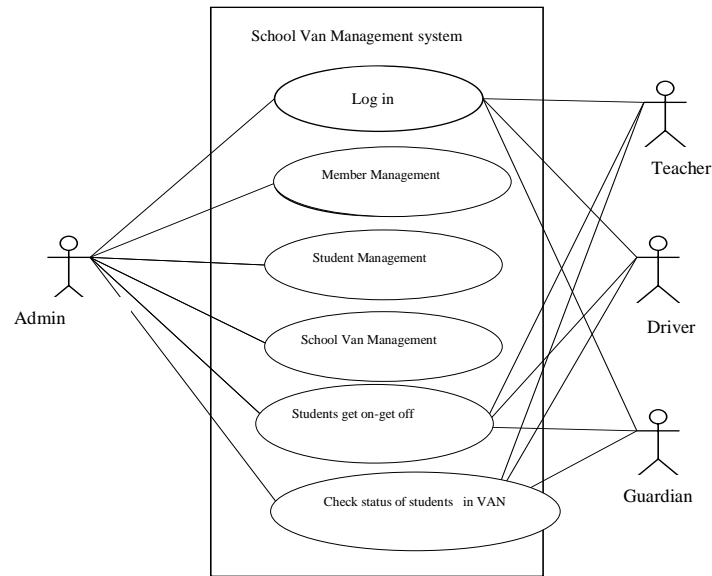 School Van Management system
Log in
Teacher
Member Management
Student Management
Admin
Driver
School Van Management
Students get on-get off
Guardian
Check status of students in VAN